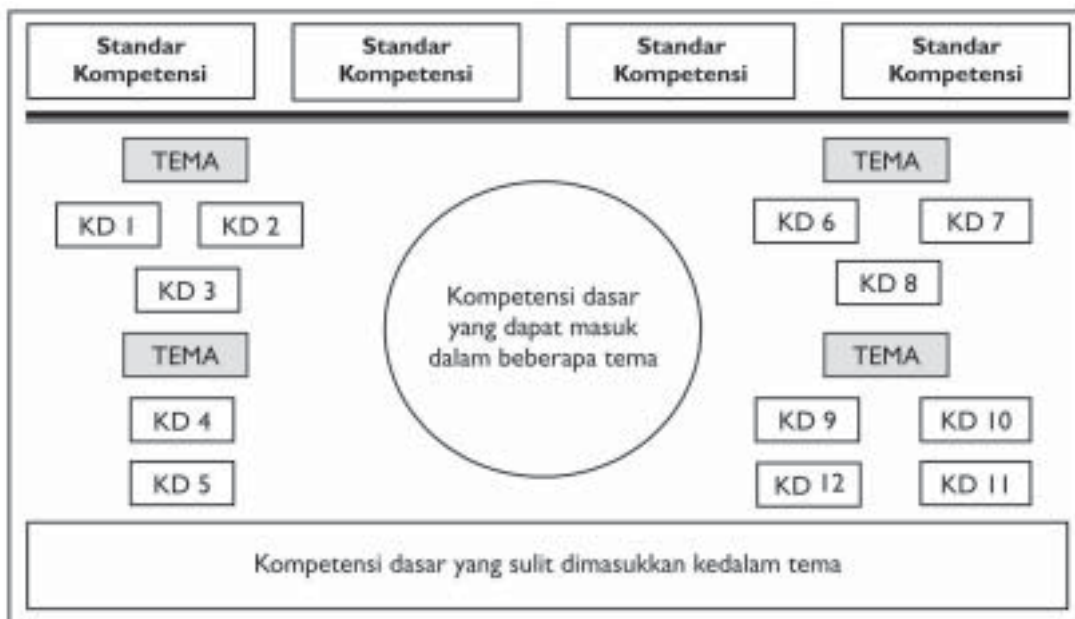 Standar
Kompetensi
Standar
Kompetensi
Standar
Kompetensi
Standar
Kompetensi
TEMA
KD 1
KD 2
KD 3
TEMA
KD 4
KD 5
Kompetensi dasar
yang dapat masuk
dalam beberapa tema
TEMA
KD 6
KD 7
KD 8
TEMA
KD 9
KD 10
KD 12
KD 11
Kompetensi dasar yang sulit dimasukkan kedalam tema